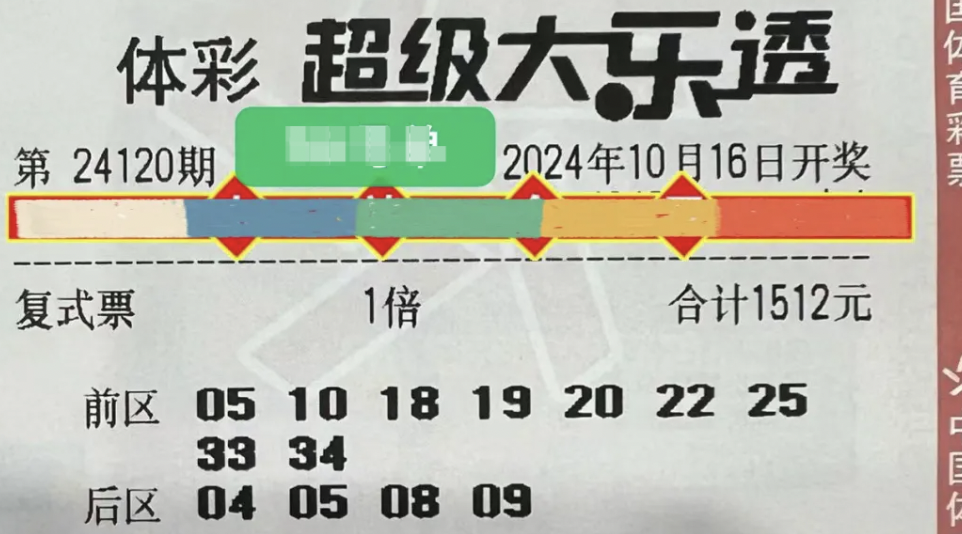 体彩 超级大乐透
第 24120期 2024年10月16日开奖
复式票 1倍 合计1512元
前区 05 10 18 19 20 22 25
33 34
后区 04 05 08 09
国体育彩票
中国体